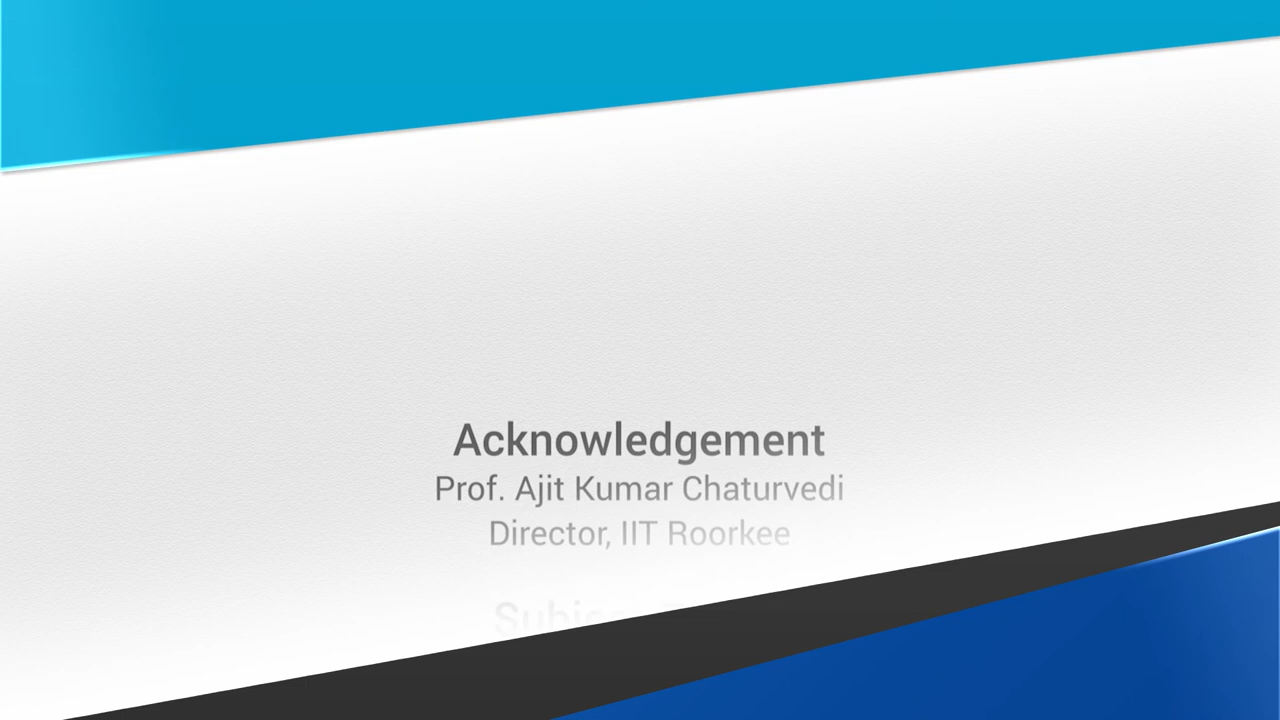 Acknowledgement
Prof. Ajit Kumar Chaturvedi
Director, IIT Roorkee